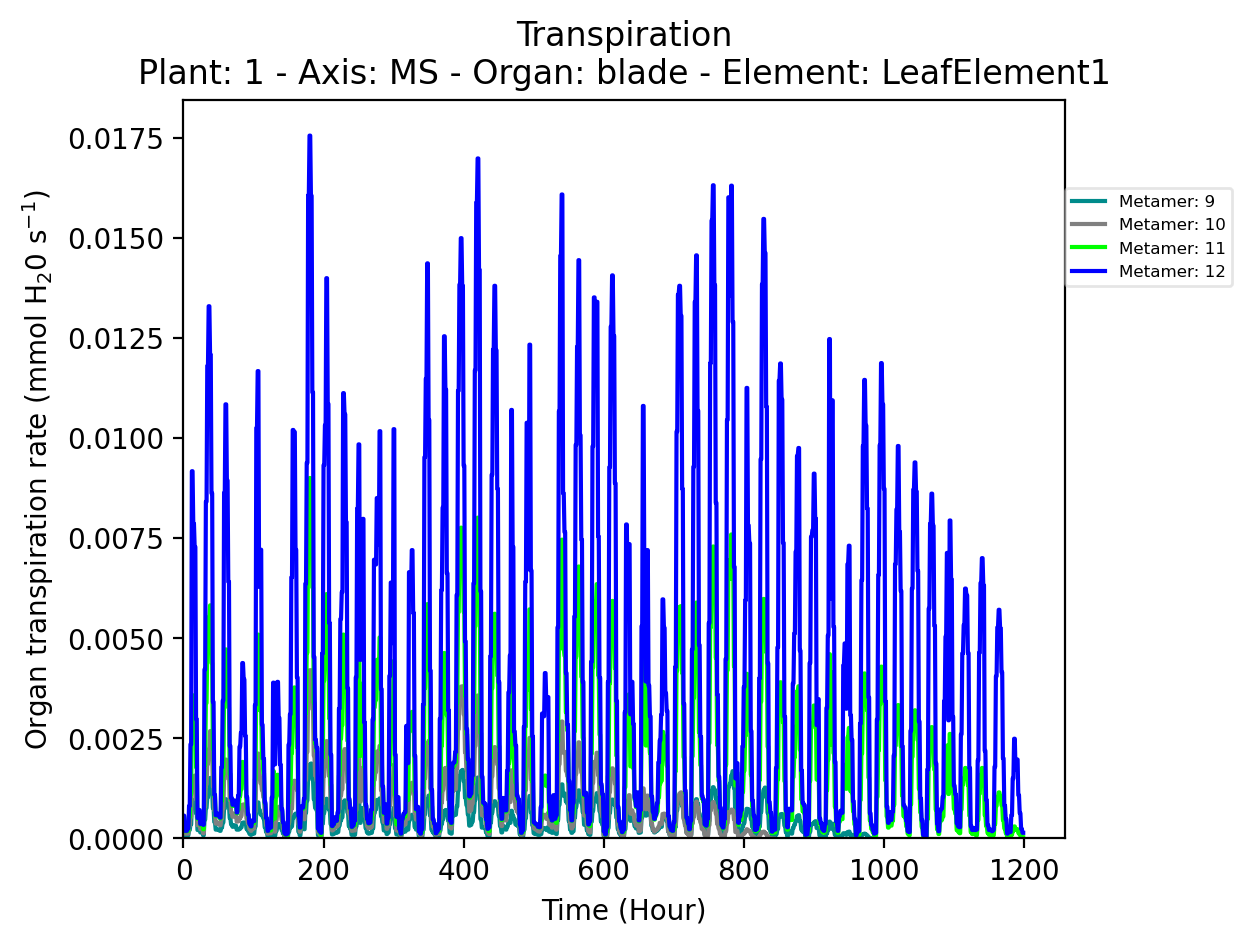 Transpiration
Plant: 1 - Axis: MS - Organ: blade - Element: LeafElement1
Organ transpiration rate (mmol H₂0 s⁻¹)
0.0175
0.0150
0.0125
0.0100
0.0075
0.0050
0.0025
0.0000
0 200 400 600 800 1000 1200
Time (Hour)
Metamer: 9
Metamer: 10
Metamer: 11
Metamer: 12